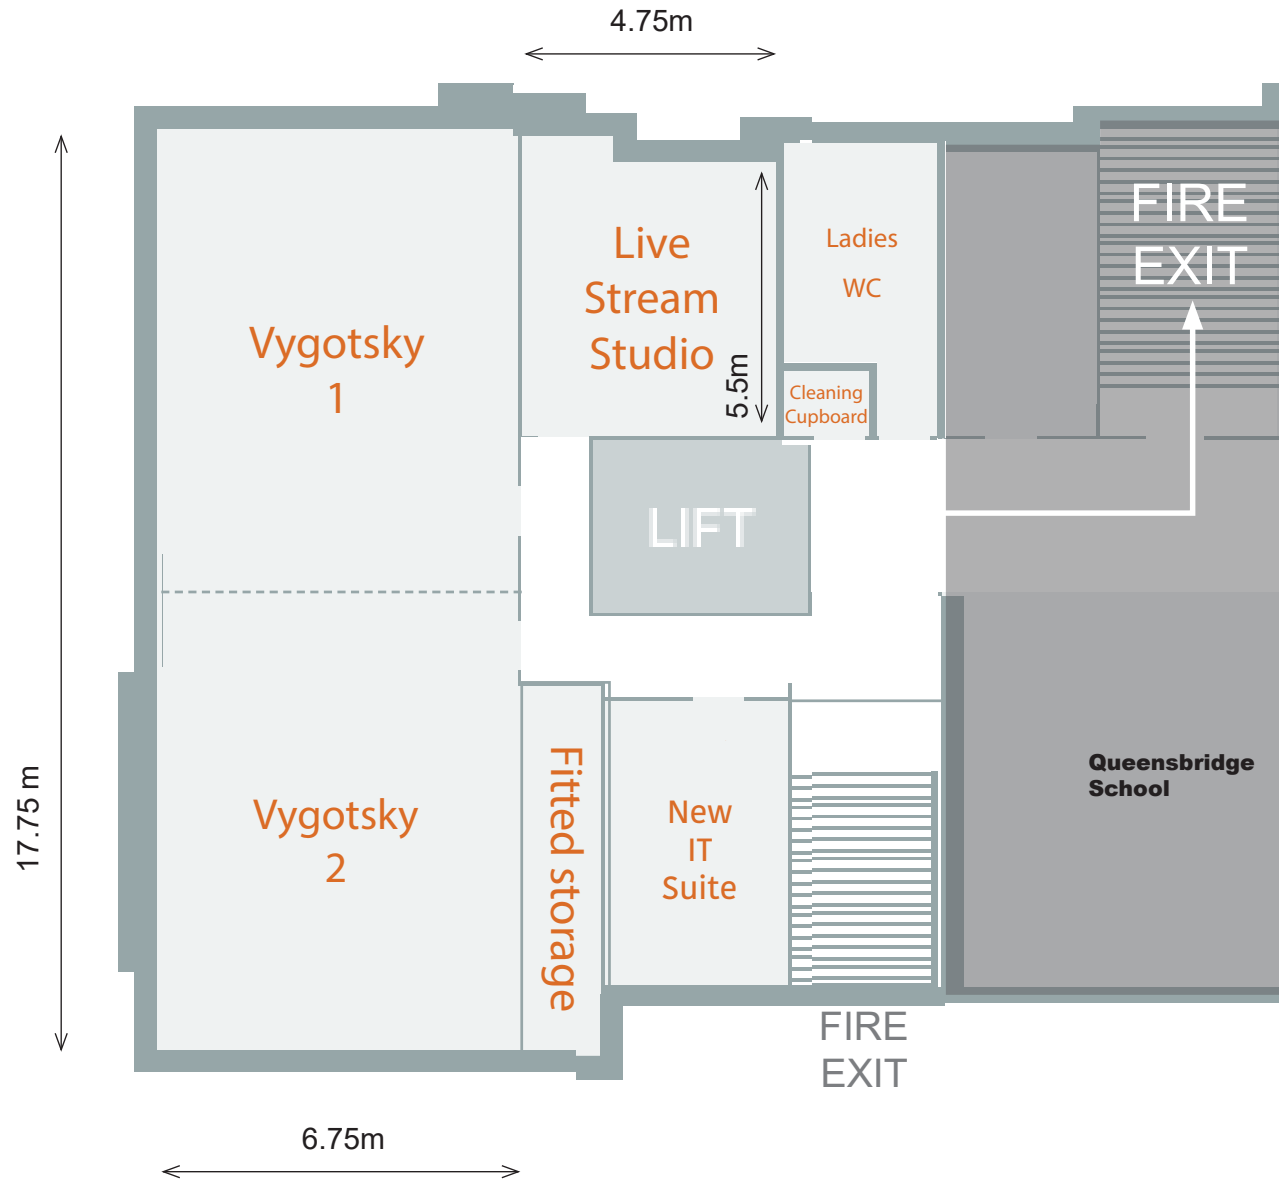 4.75m
Live
Stream
Studio
5.5m
Ladies
WC
Cleaning
Cupboard
FIRE
EXIT
Vygotsky
1
LIFT
17.75 m
Vygotsky
2
Fitted storage
New
IT
Suite
Queensbridge
School
FIRE
EXIT
6.75m